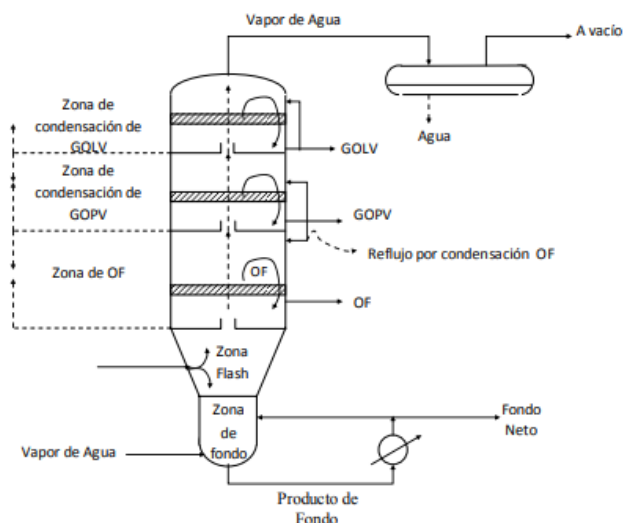 Vapor de Agua
A vacío
Zona de
condensación de
GOLV
Agua
GOLV
Zona de
condensación de
GOPV
GOPV
Reflujo por condensación OF
Zona de OF
OF
OF
Zona
Flash
Zona
de
fondo
Fondo
Neto
Vapor de Agua
Producto de
Fondo